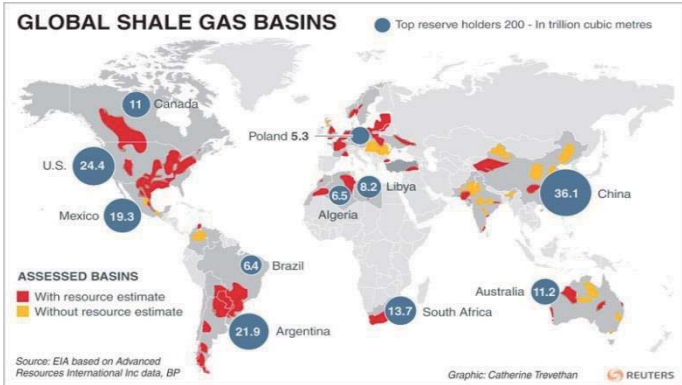 GLOBAL SHALE GAS BASINS
Top reserve holders 200 - In trillion cubic metres
11 Canada
Poland 5.3
U.S. 24.4
8.2 Libya
6.5
Algeria
36.1 China
Mexico 19.3
6.4 Brazil
ASSESSED BASINS
With resource estimate
Without resource estimate
Australia 11.2
13.7 South Africa
21.9 Argentina
Source: EIA based on Advanced
Resources International Inc data, BP
Graphic: Catherine Trevethan
REUTERS